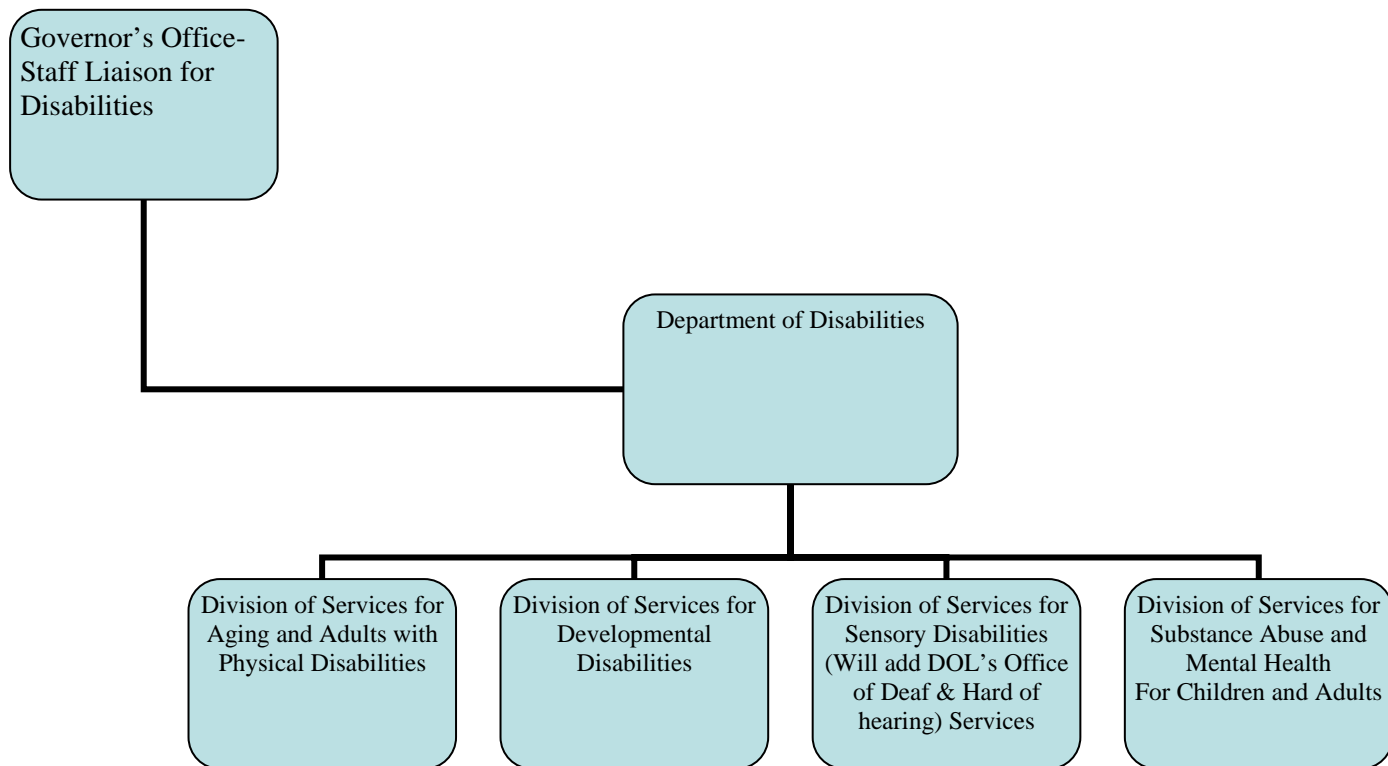 Governor’s Office-
Staff Liaison for
Disabilities
Department of Disabilities
Division of Services for
Aging and Adults with
Physical Disabilities
Division of Services for
Developmental
Disabilities
Division of Services for
Sensory Disabilities
(Will add DOL’s Office
of Deaf & Hard of
hearing) Services
Division of Services for
Substance Abuse and
Mental Health
For Children and Adults